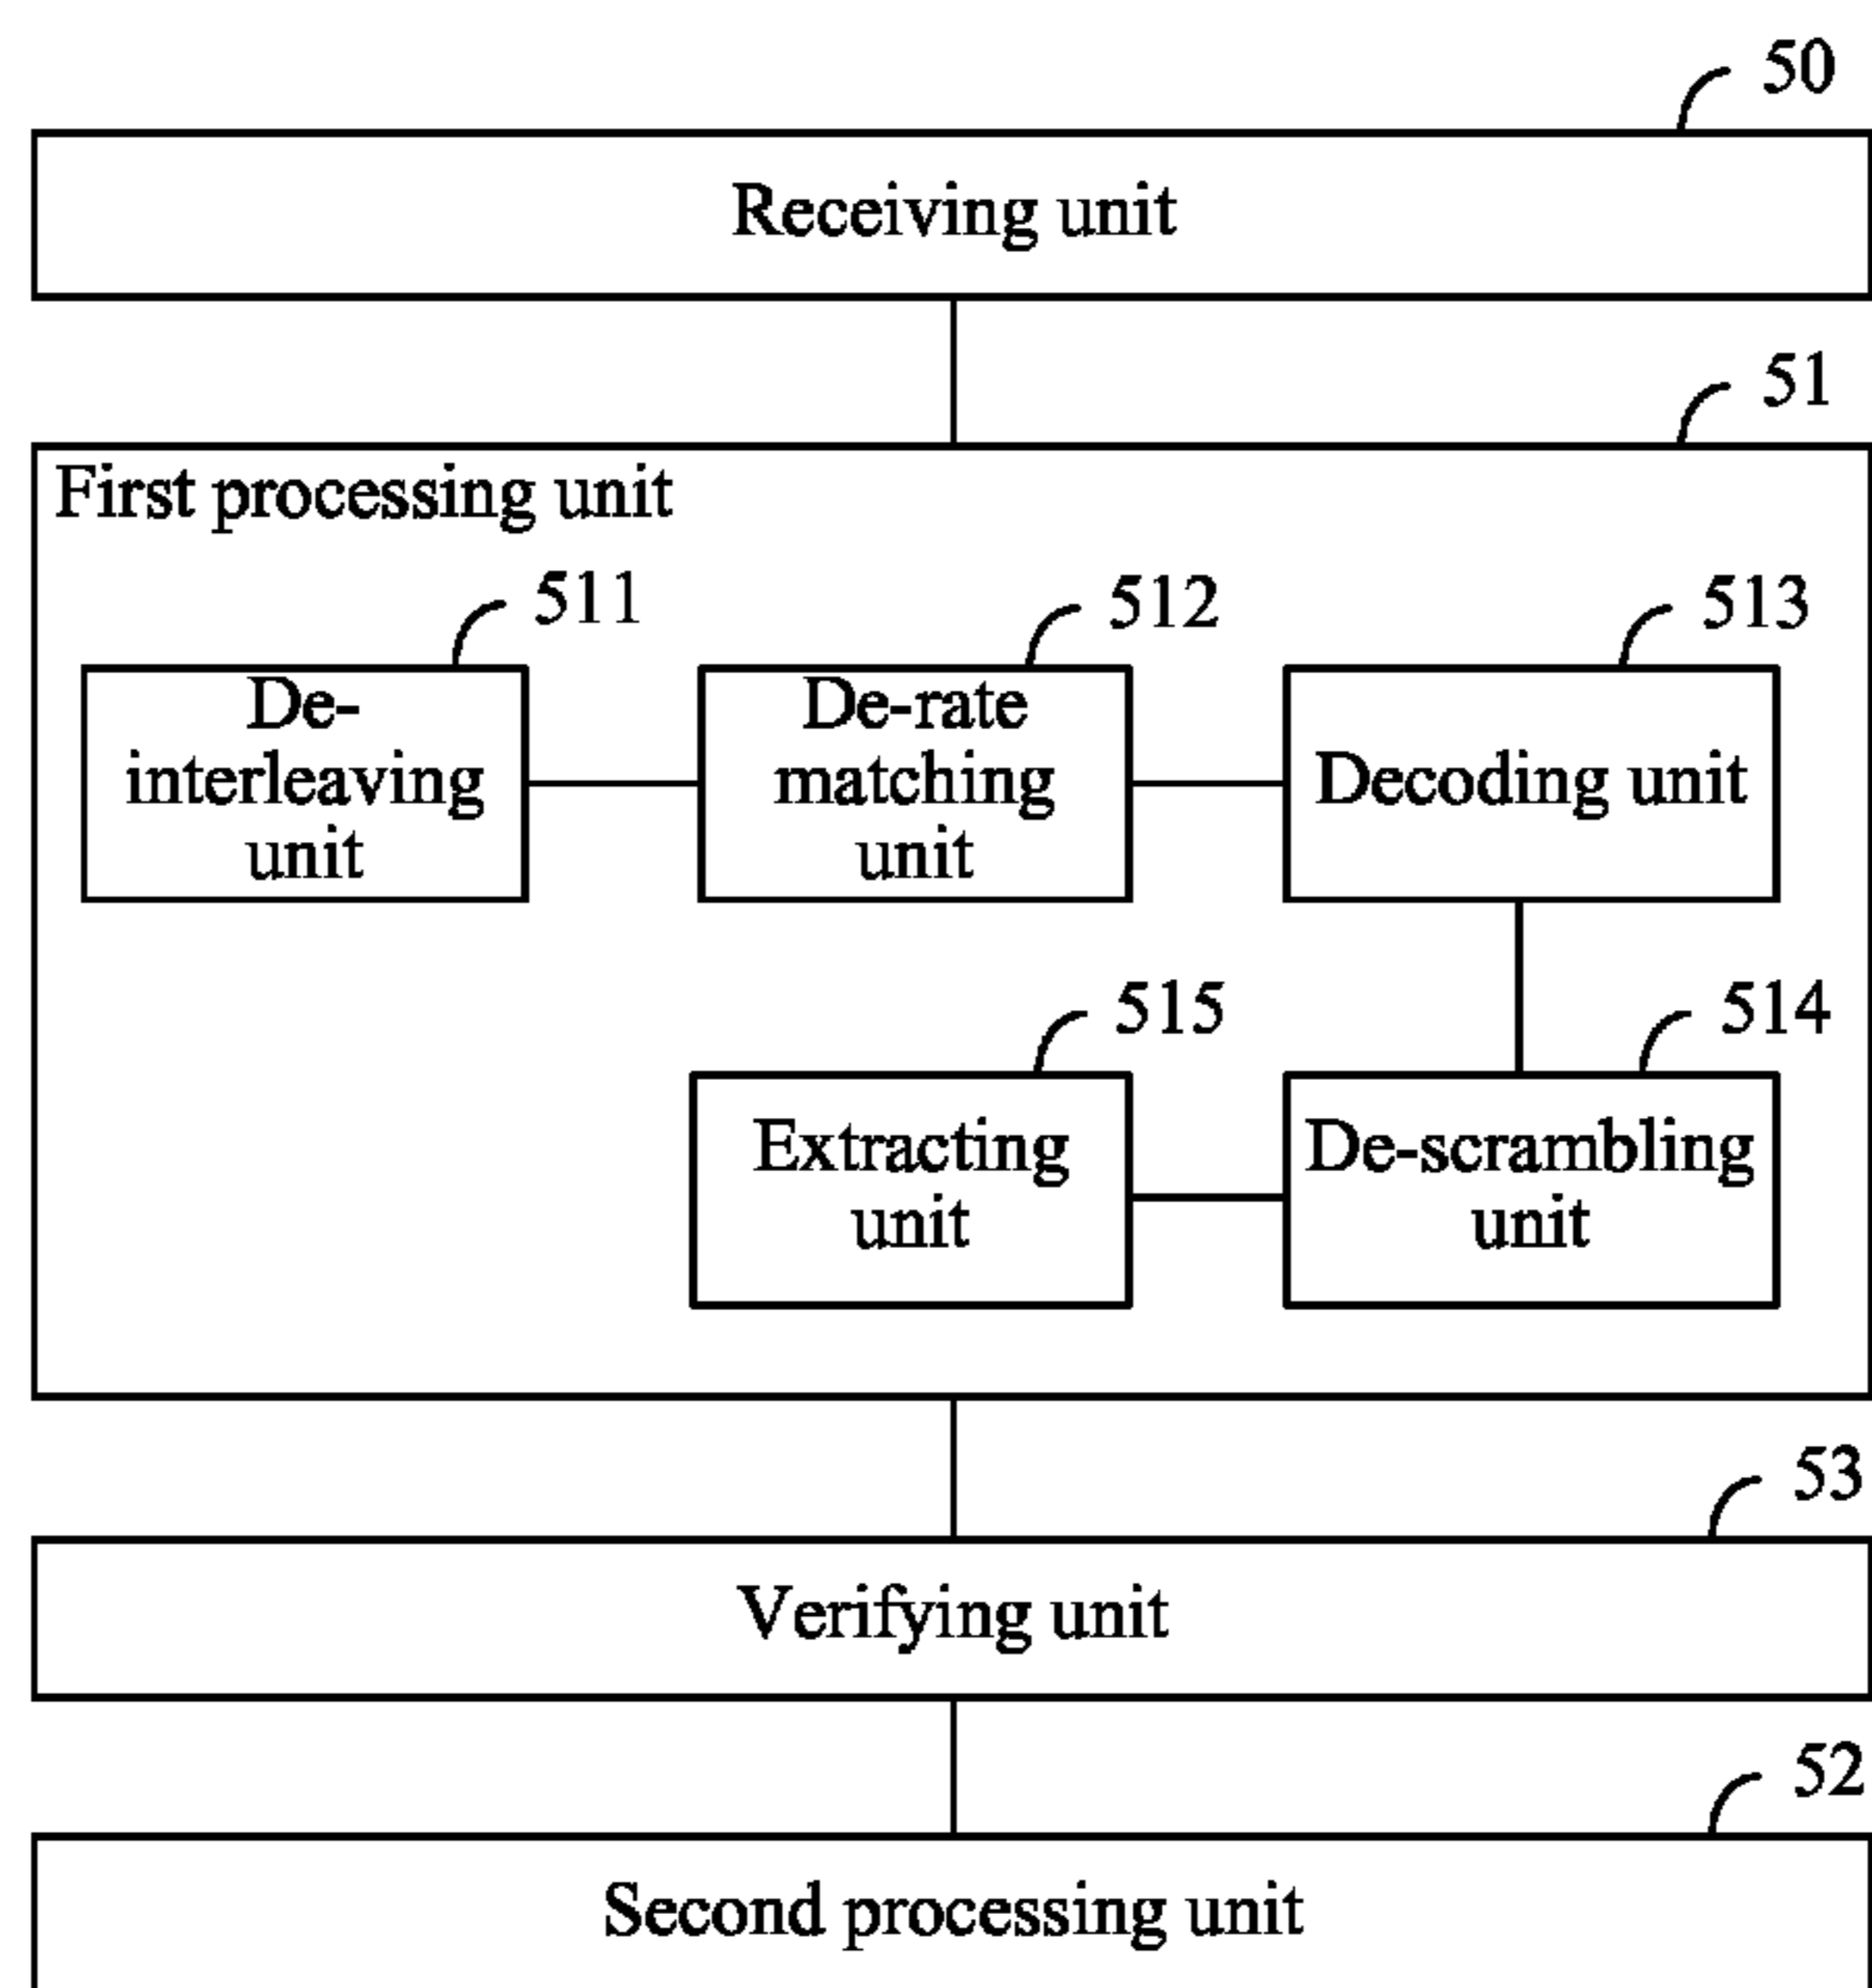 50
Receiving unit
51
First processing unit
511
512
513
De-
interleaving
unit
De-rate
matching
unit
Decoding unit
515
514
Extracting
unit
De-scrambling
unit
53
Verifying unit
52
Second processing unit